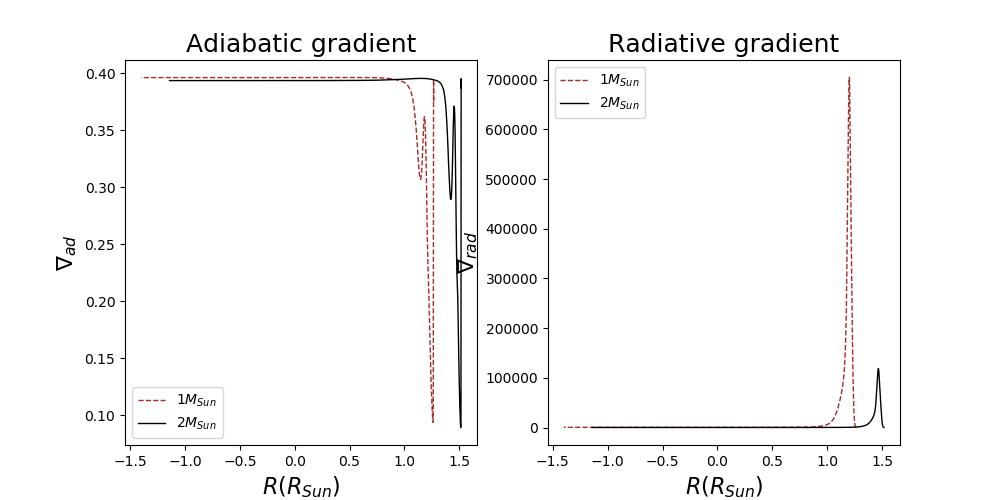 Adiabatic gradient
∇ad
0.40
0.35
0.30
0.25
0.20
0.15
0.10
1MSun
2MSun
−1.5 −1.0 −0.5 0.0 0.5 1.0 1.5
R(RSun)
Radiative gradient
∇rad
700000
600000
500000
400000
300000
200000
100000
0
1MSun
2MSun
−1.5 −1.0 −0.5 0.0 0.5 1.0 1.5
R(RSun)